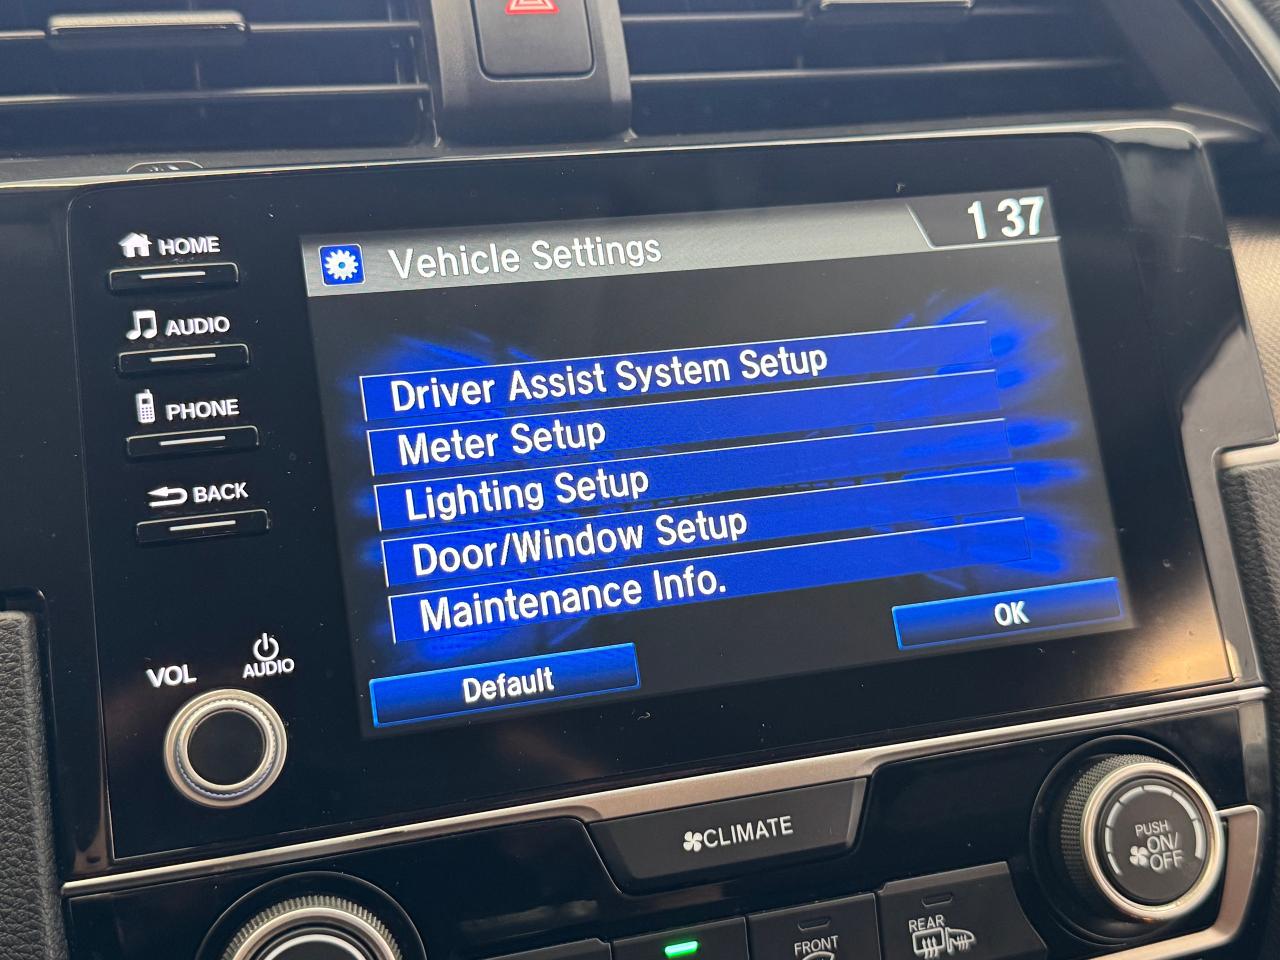 HOME
AUDIO
PHONE
BACK
VOL
AUDIO
Vehicle Settings
1 37
Driver Assist System Setup
Meter Setup
Lighting Setup
Door/Window Setup
Maintenance Info.
Default
OK
CLIMATE
PUSH
ON/
OFF
FRONT
REAR